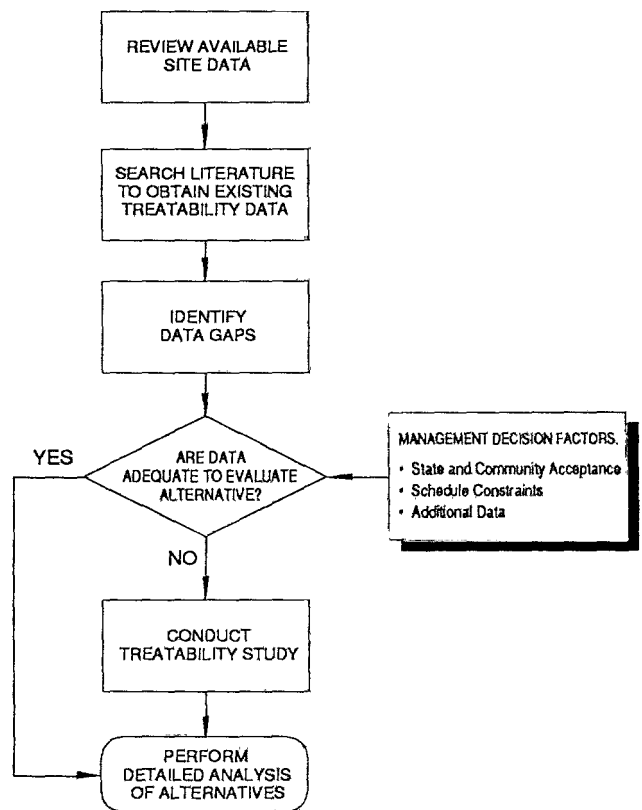 REVIEW AVAILABLE
SITE DATA
SEARCH LITERATURE
TO OBTAIN EXISTING
TREATABILITY DATA
IDENTIFY
DATA GAPS
YES
ARE DATA
ADEQUATE TO EVALUATE
ALTERNATIVE?
MANAGEMENT DECISION FACTORS.
• State and Community Acceptance
• Schedule Constraints
• Additional Data
NO
CONDUCT
TREATABILITY STUDY
PERFORM
DETAILED ANALYSIS
OF ALTERNATIVES